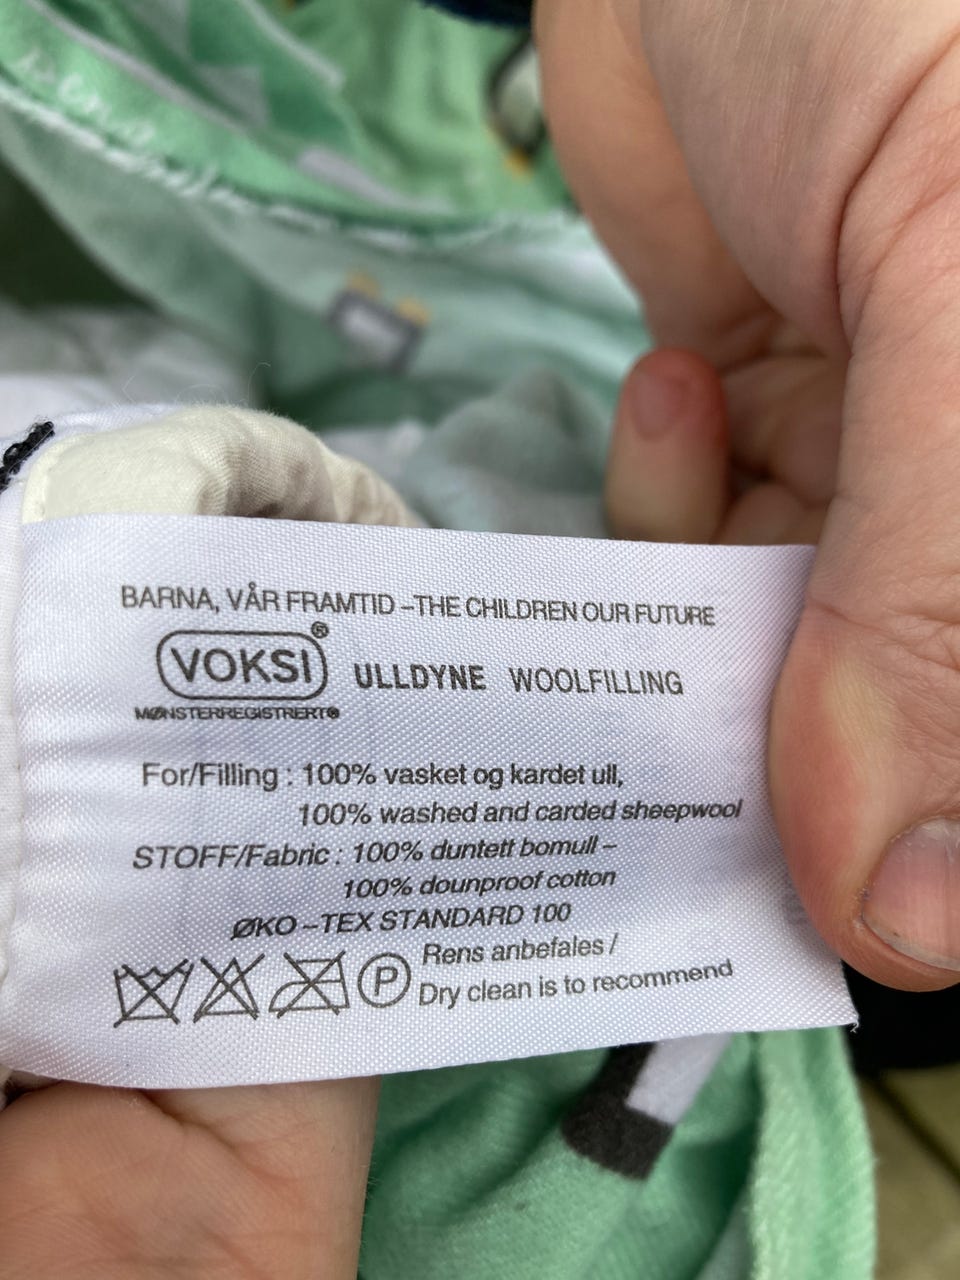 BARNA, VÅR FRAMTID –THE CHILDREN OUR FUTURE
VOKSI® ULLDYNE WOOLFILLING
MØNSTERREGISTRERT®
For/Filling : 100% vasket og kardet ull,
100% washed and carded sheepwool
STOFF/Fabric : 100% duntett bomull –
100% dounproof cotton
ØKO –TEX STANDARD 100
Rens anbefales /
P Dry clean is to recommend